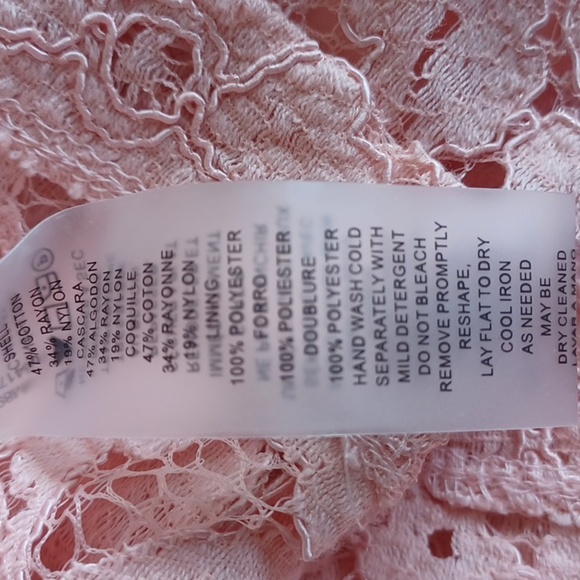 SHELL
47% COTTON
34% RAYON
19% NYLON
CASCARA
47% ALGODÓN
34% RAYON
19% NYLON
COQUILLE
47% COTON
34% RAYONNE
19% NYLON
LINING
100% POLYESTER
FORRO
100% POLIESTER
DOUBLURE
100% POLYESTER
HAND WASH COLD
SEPARATELY WITH
MILD DETERGENT
DO NOT BLEACH
REMOVE PROMPTLY
RESHAPE,
LAY FLAT TO DRY
COOL IRON
AS NEEDED
MAY BE
DRY CLEANED